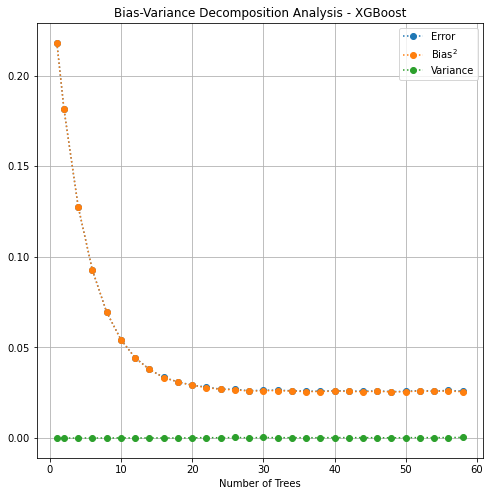 Bias-Variance Decomposition Analysis - XGBoost
Error
Bias²
Variance
0.20
0.15
0.10
0.05
0.00
0 10 20 30 40 50 60
Number of Trees